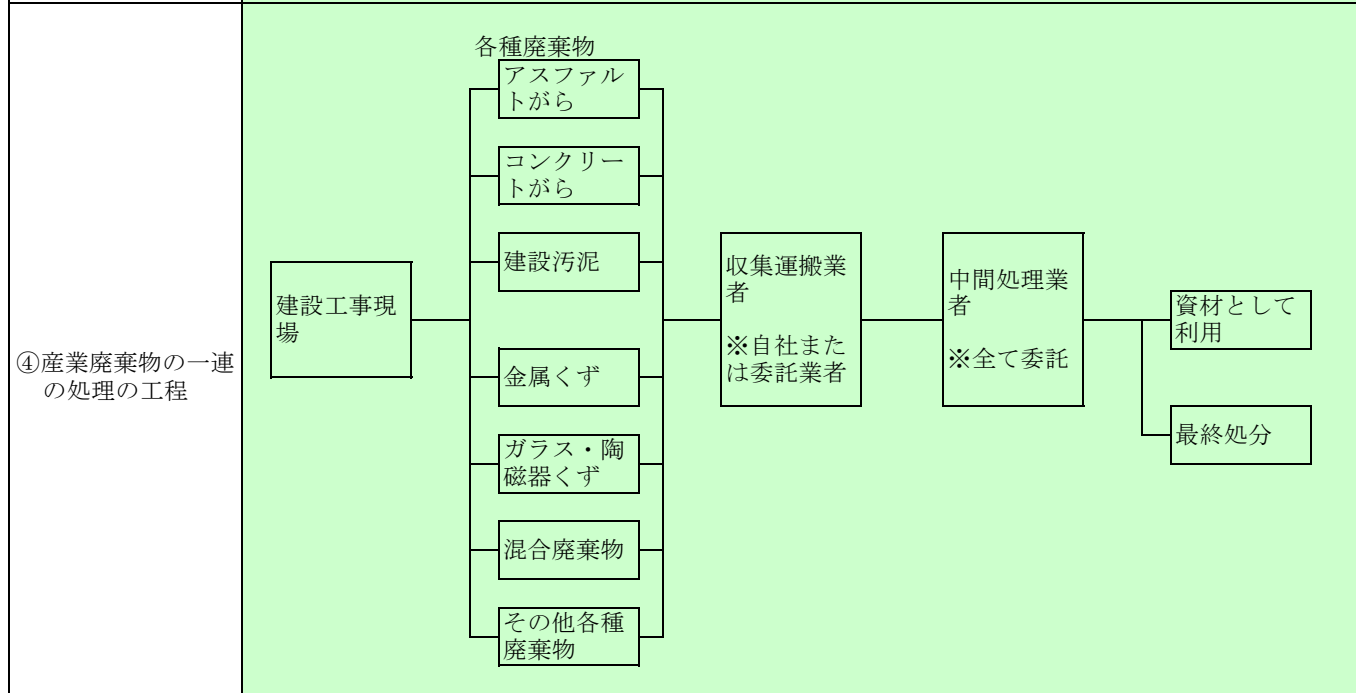 ④産業廃棄物の一連
の処理の工程
各種廃棄物
建設工事現
場
アスファル
トがら
コンクリー
トがら
建設汚泥
金属くず
ガラス・陶
磁器くず
混合廃棄物
その他各種
廃棄物
収集運搬業
者
※自社また
は委託業者
中間処理業
者
※全て委託
資材として
利用
最終処分